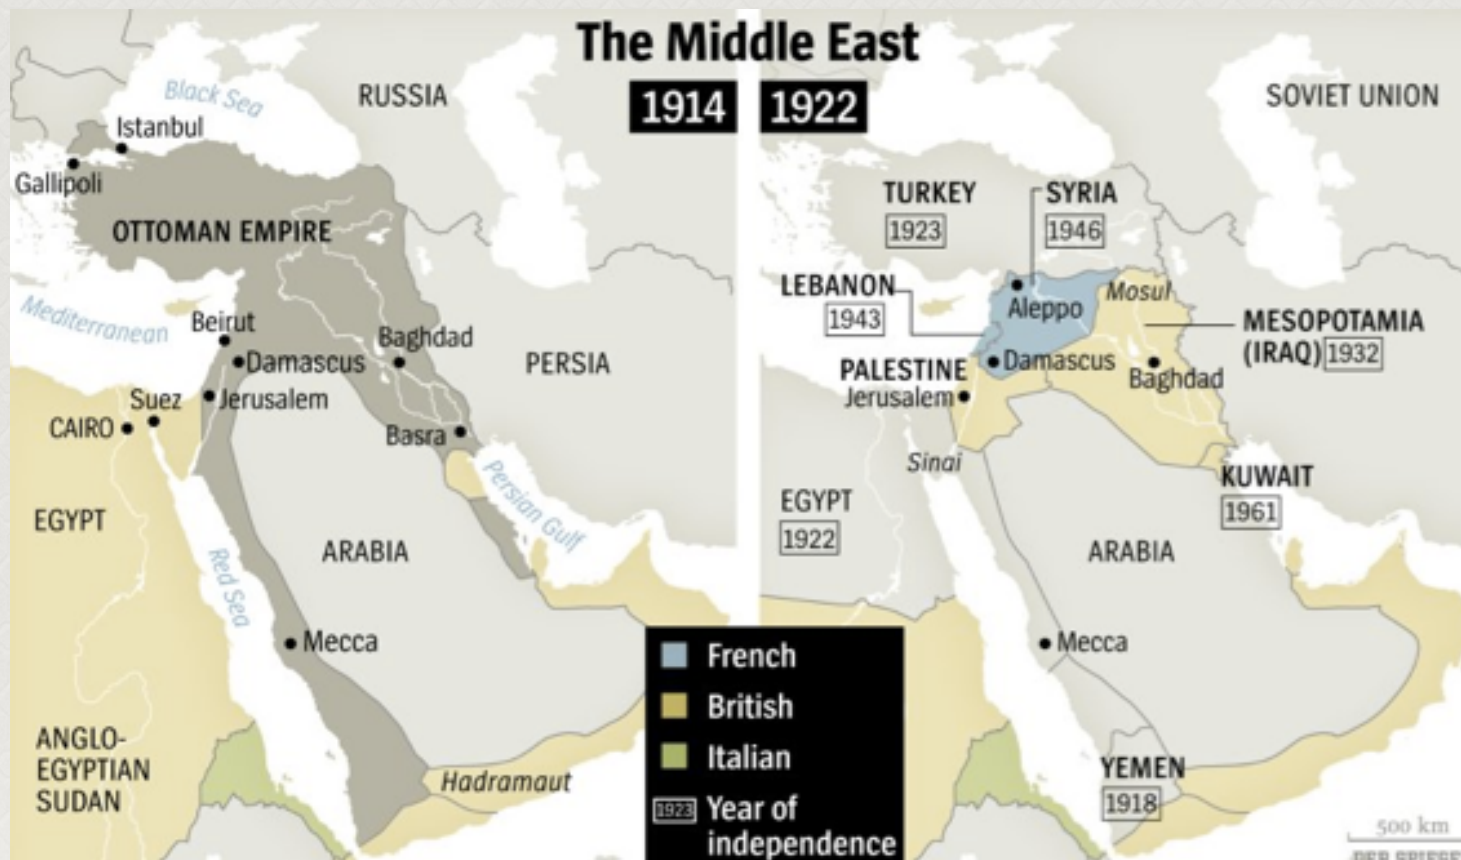 The Middle East
1914
1922
Black Sea
RUSSIA
Istanbul
Gallipoli
OTTOMAN EMPIRE
Mediterranean
Beirut
Damascus
Baghdad
PERSIA
Suez
Jerusalem
CAIRO
Basra
Persian Gulf
EGYPT
ARABIA
Red Sea
Mecca
ANGLO-
EGYPTIAN
SUDAN
Hadramaut
French
British
Italian
1923 Year of
independence
SOVIET UNION
TURKEY
1923
SYRIA
1946
LEBANON
1943
Aleppo
Mosul
MESOPOTAMIA
(IRAQ) 1932
PALESTINE
Damascus
Baghdad
Jerusalem
Sinai
KUWAIT
1961
EGYPT
1922
ARABIA
Mecca
YEMEN
1918
500 km